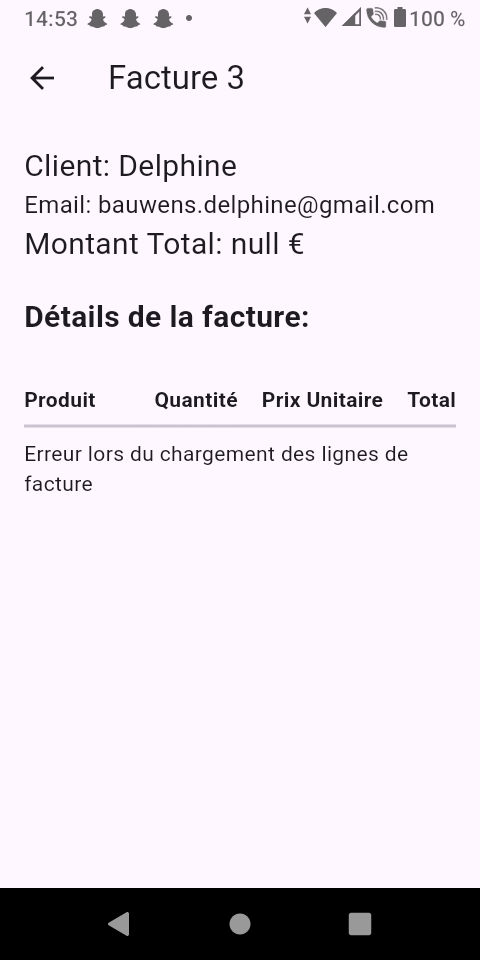 14:53 100 %
Facture 3
Client: Delphine
Email: bauwens.delphine@gmail.com
Montant Total: null €
Détails de la facture:
Produit Quantité Prix Unitaire Total
Erreur lors du chargement des lignes de
facture